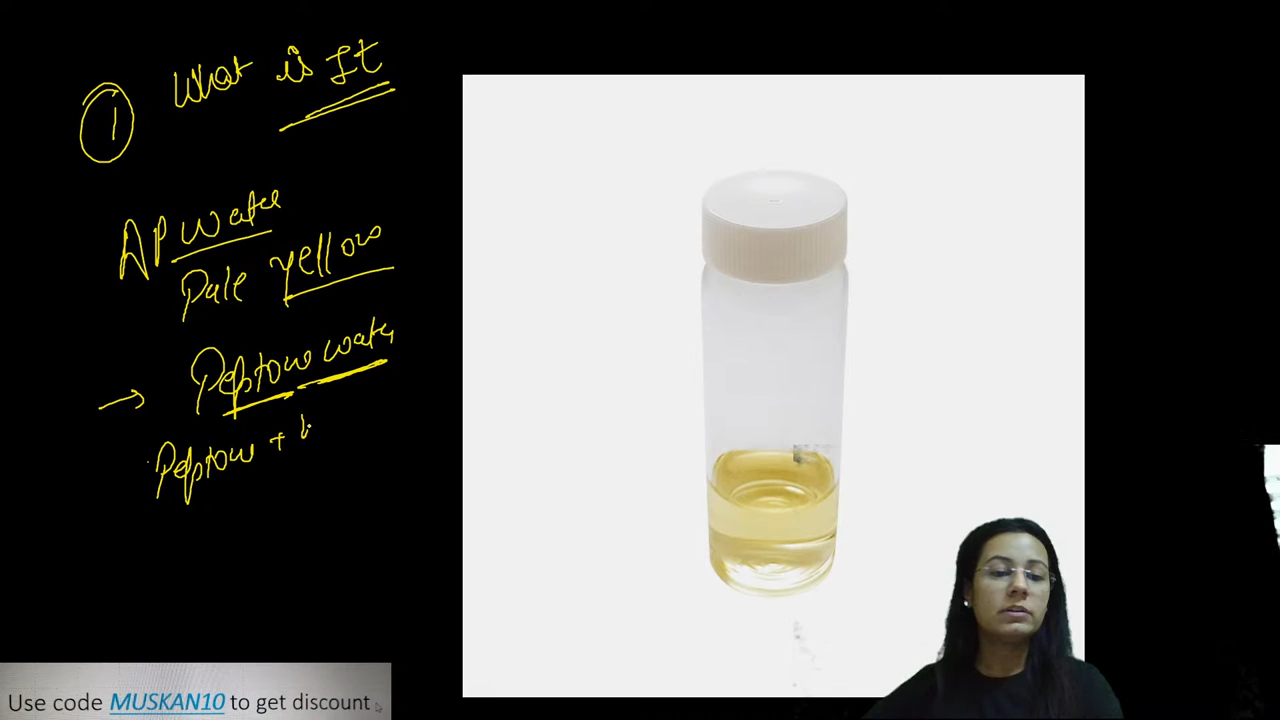 1 What is It
AP water
Pale yellow
→ Peptone water
Peptone +
Use code MUSKAN10 to get discount